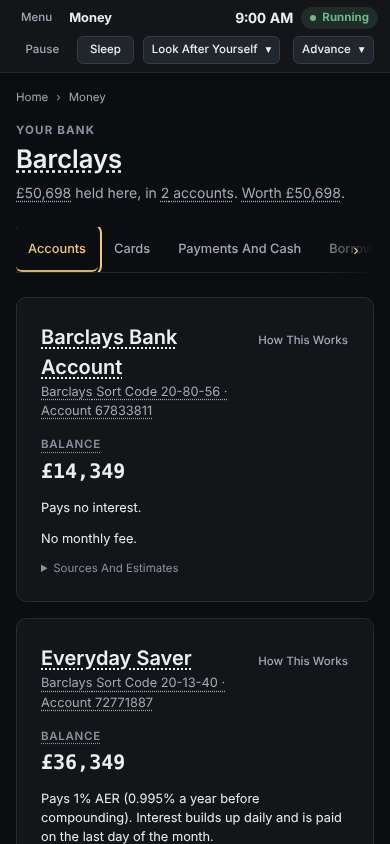 Menu Money 9:00 AM Running
Pause Sleep Look After Yourself ▾ Advance ▾
Home › Money
YOUR BANK
Barclays
£50,698 held here, in 2 accounts. Worth £50,698.
Accounts Cards Payments And Cash Borrow ›
Barclays Bank
Account
How This Works
Barclays Sort Code 20-80-56 ·
Account 67833811
BALANCE
£14,349
Pays no interest.
No monthly fee.
▶ Sources And Estimates
Everyday Saver
How This Works
Barclays Sort Code 20-13-40 ·
Account 72771887
BALANCE
£36,349
Pays 1% AER (0.995% a year before
compounding). Interest builds up daily and is paid
on the last day of the month.